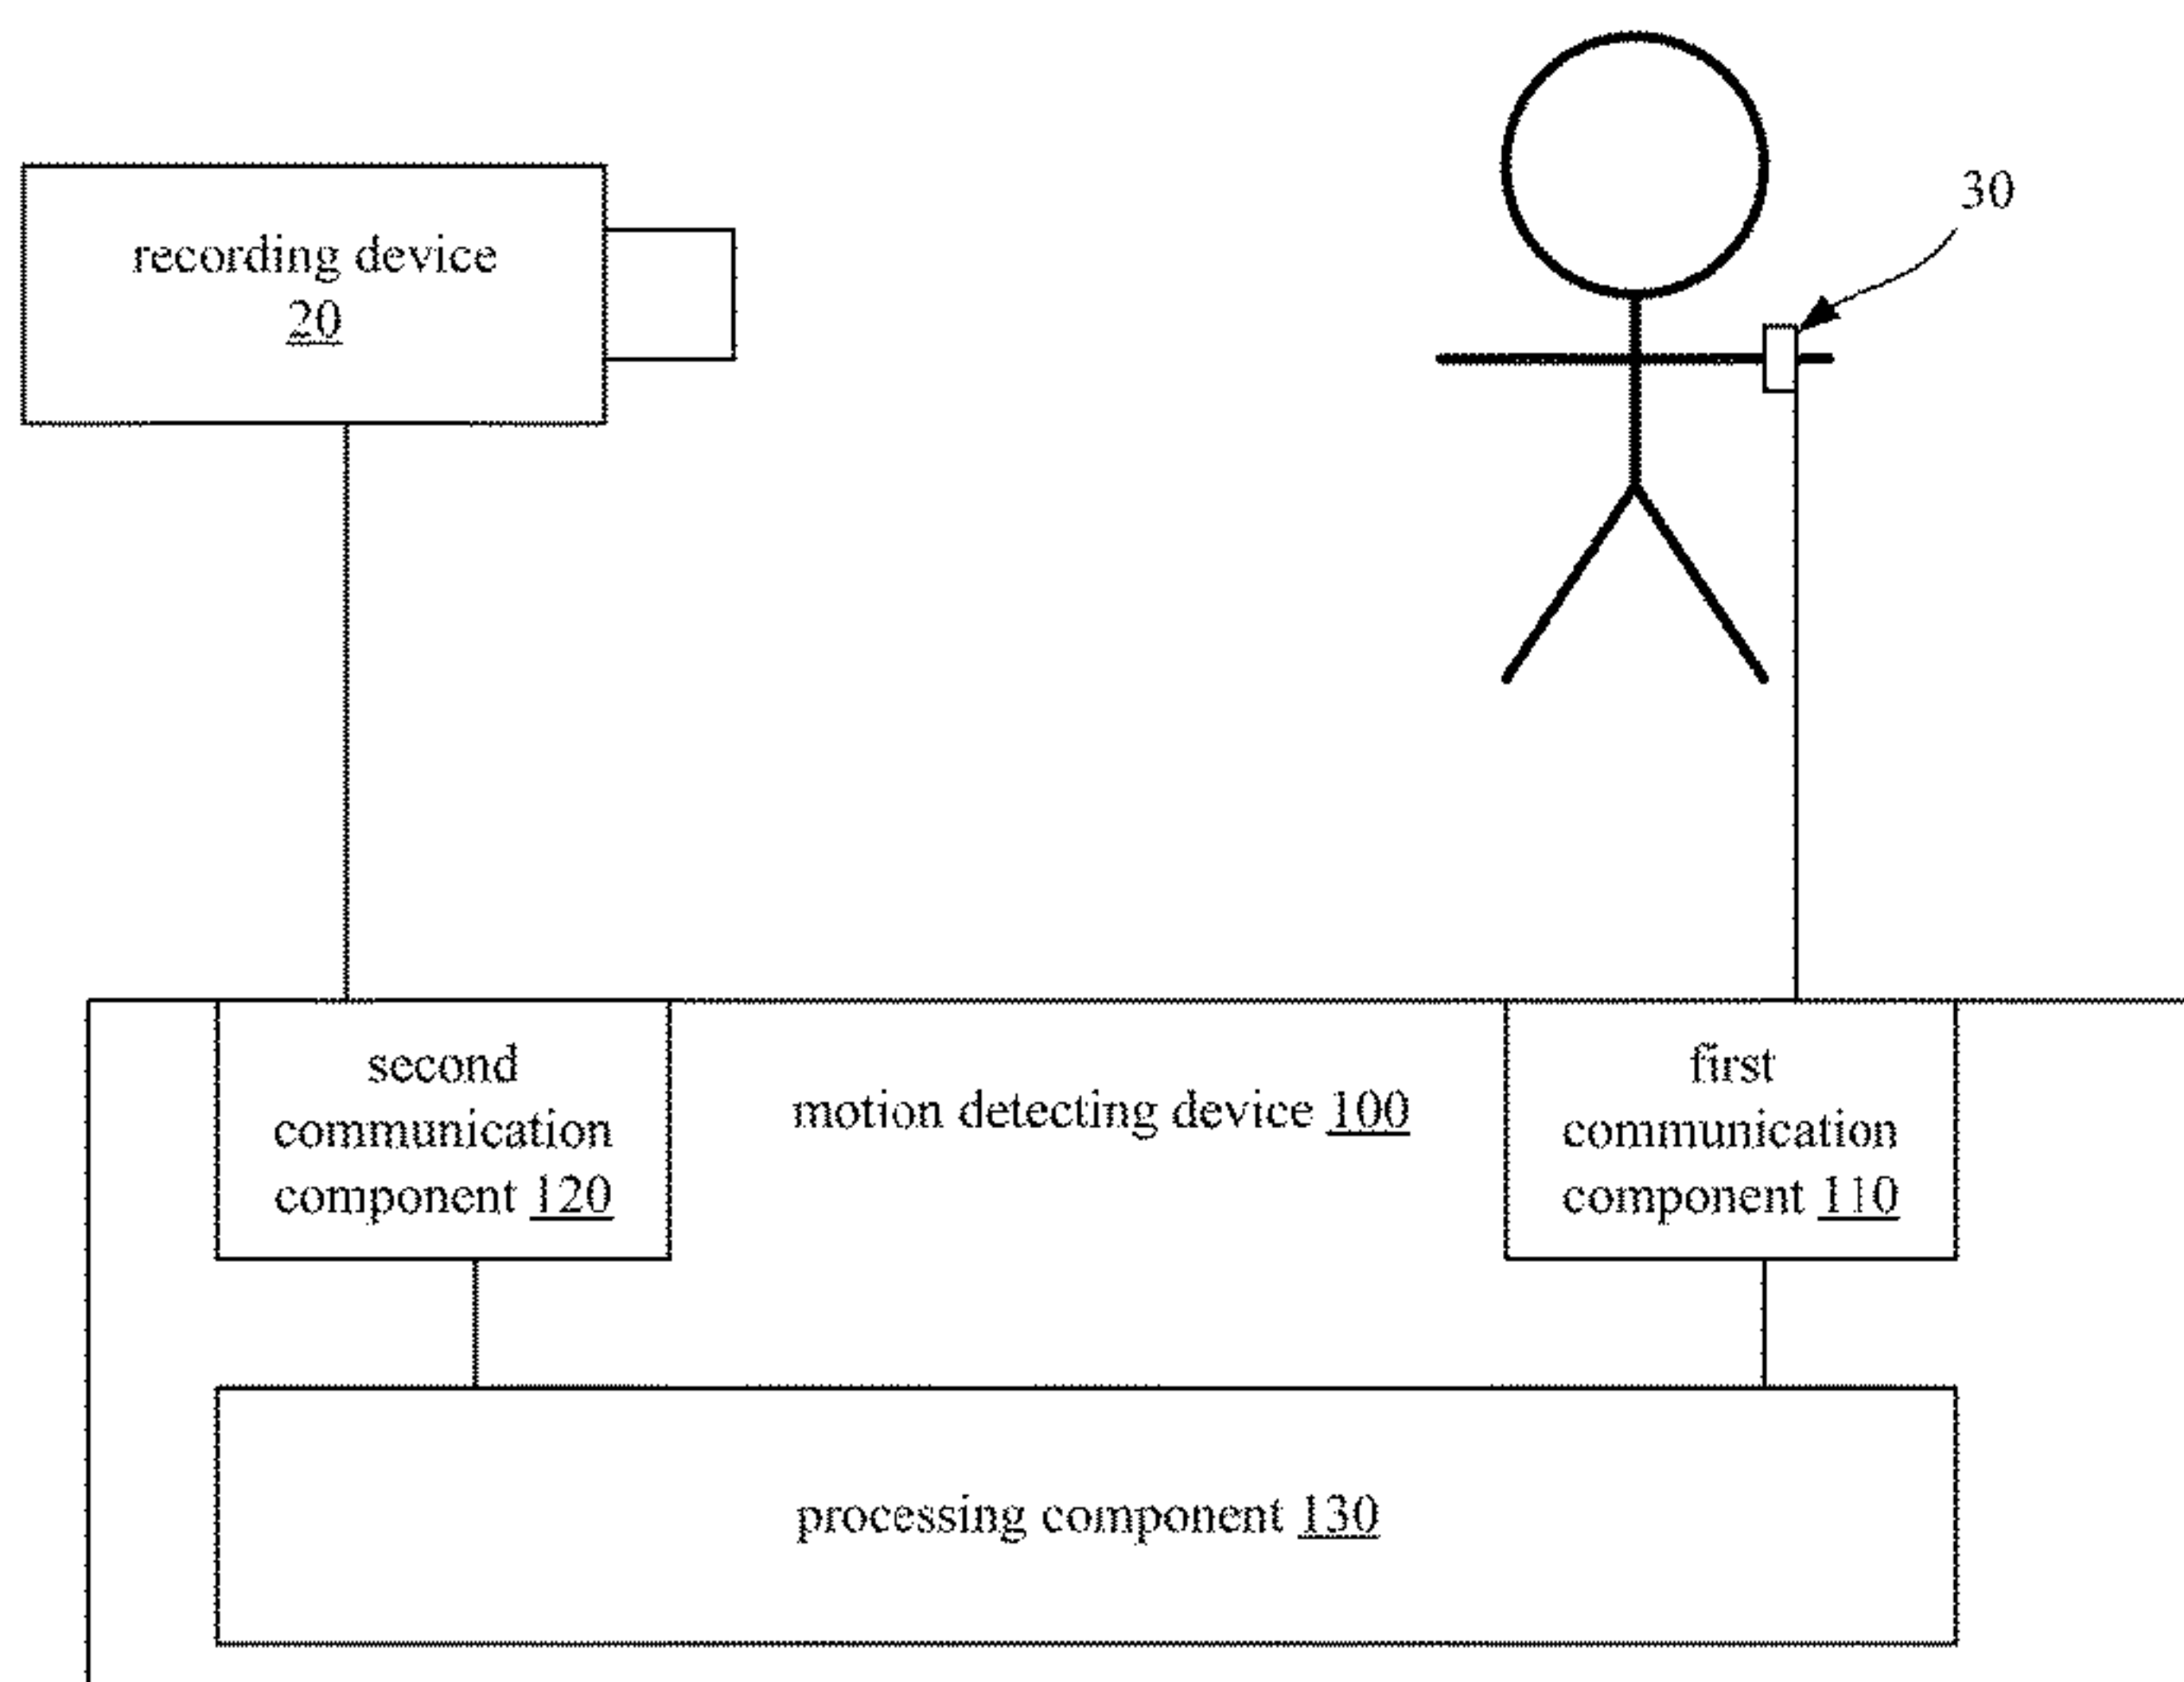 recording device
20
30
second
communication
component 120
motion detecting device 100
first
communication
component 110
processing component 130